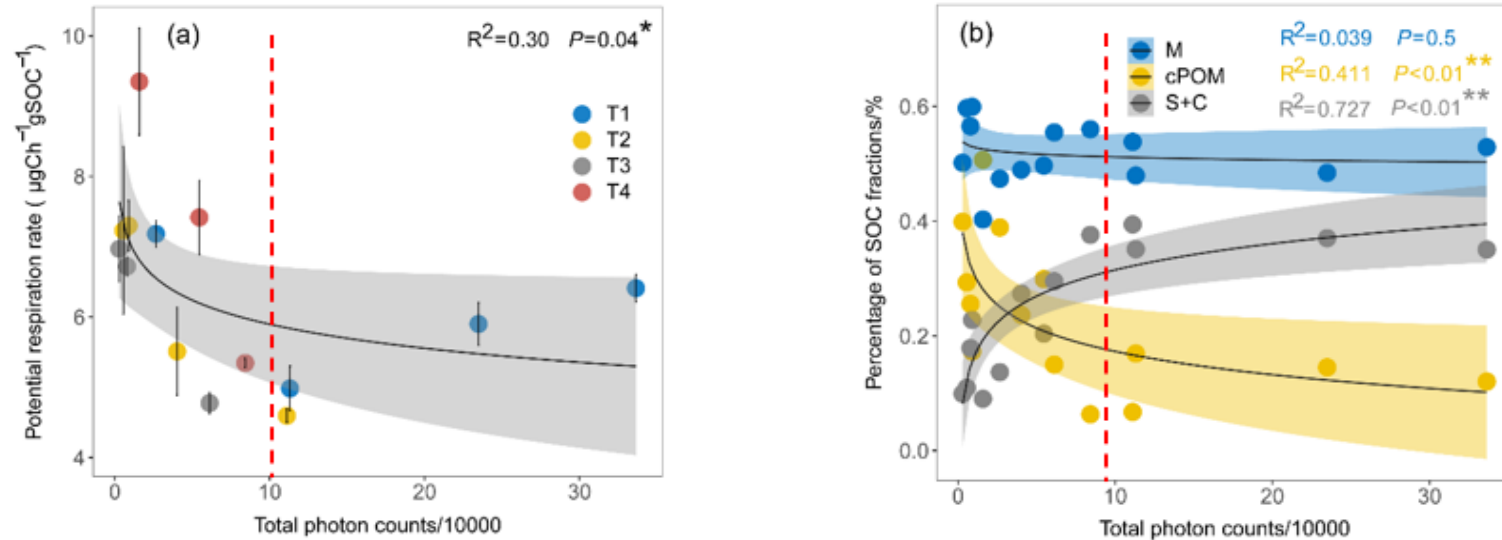 (a)
R²=0.30 P=0.04*
T1
T2
T3
T4
10
8
6
4
Potential respiration rate ( µgCh⁻¹gSOC⁻¹)
0
10
20
30
Total photon counts/10000
(b)
M
cPOM
S+C
R²=0.039 P=0.5
R²=0.411 P<0.01**
R²=0.727 P<0.01**
0.6
0.4
0.2
0.0
Percentage of SOC fractions/%
0
10
20
30
Total photon counts/10000